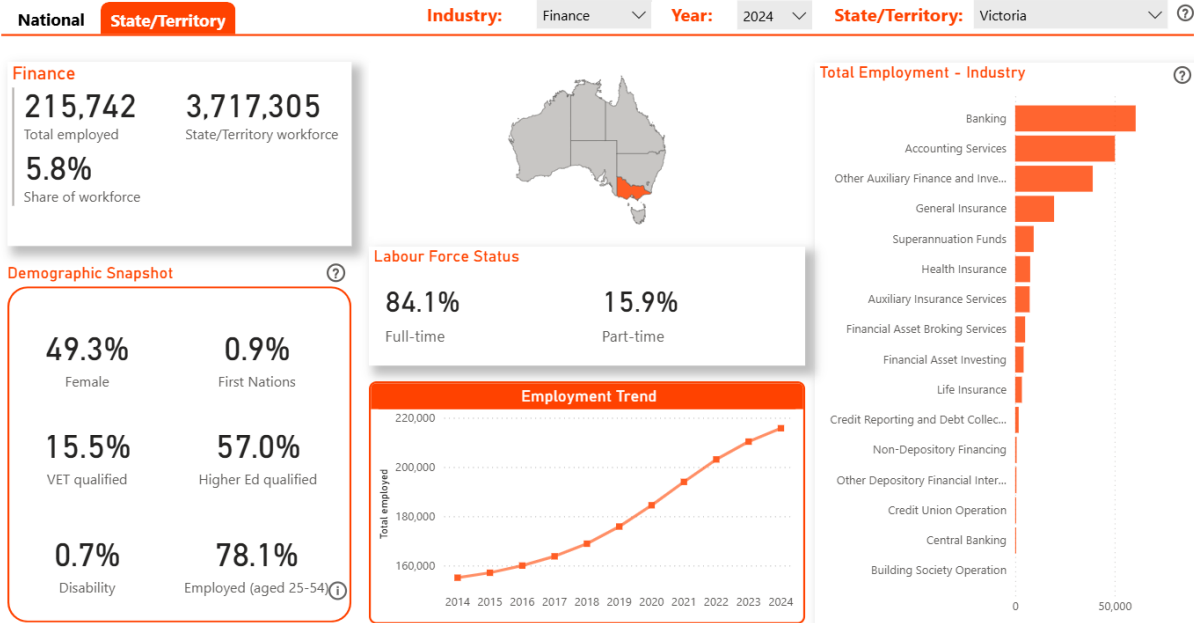 National
State/Territory
Industry:
Finance
Year:
2024
State/Territory:
Victoria
?
Finance
215,742
3,717,305
Total employed
State/Territory workforce
5.8%
Share of workforce
Demographic Snapshot
?
49.3%
0.9%
Female
First Nations
15.5%
57.0%
VET qualified
Higher Ed qualified
0.7%
78.1%
Disability
Employed (aged 25-54)
i
Labour Force Status
84.1%
15.9%
Full-time
Part-time
Employment Trend
220,000
200,000
180,000
160,000
Total employed
2014 2015 2016 2017 2018 2019 2020 2021 2022 2023 2024
Total Employment - Industry
?
Banking
Accounting Services
Other Auxiliary Finance and Inve...
General Insurance
Superannuation Funds
Health Insurance
Auxiliary Insurance Services
Financial Asset Broking Services
Financial Asset Investing
Life Insurance
Credit Reporting and Debt Collec...
Non-Depository Financing
Other Depository Financial Inter...
Credit Union Operation
Central Banking
Building Society Operation
0
50,000